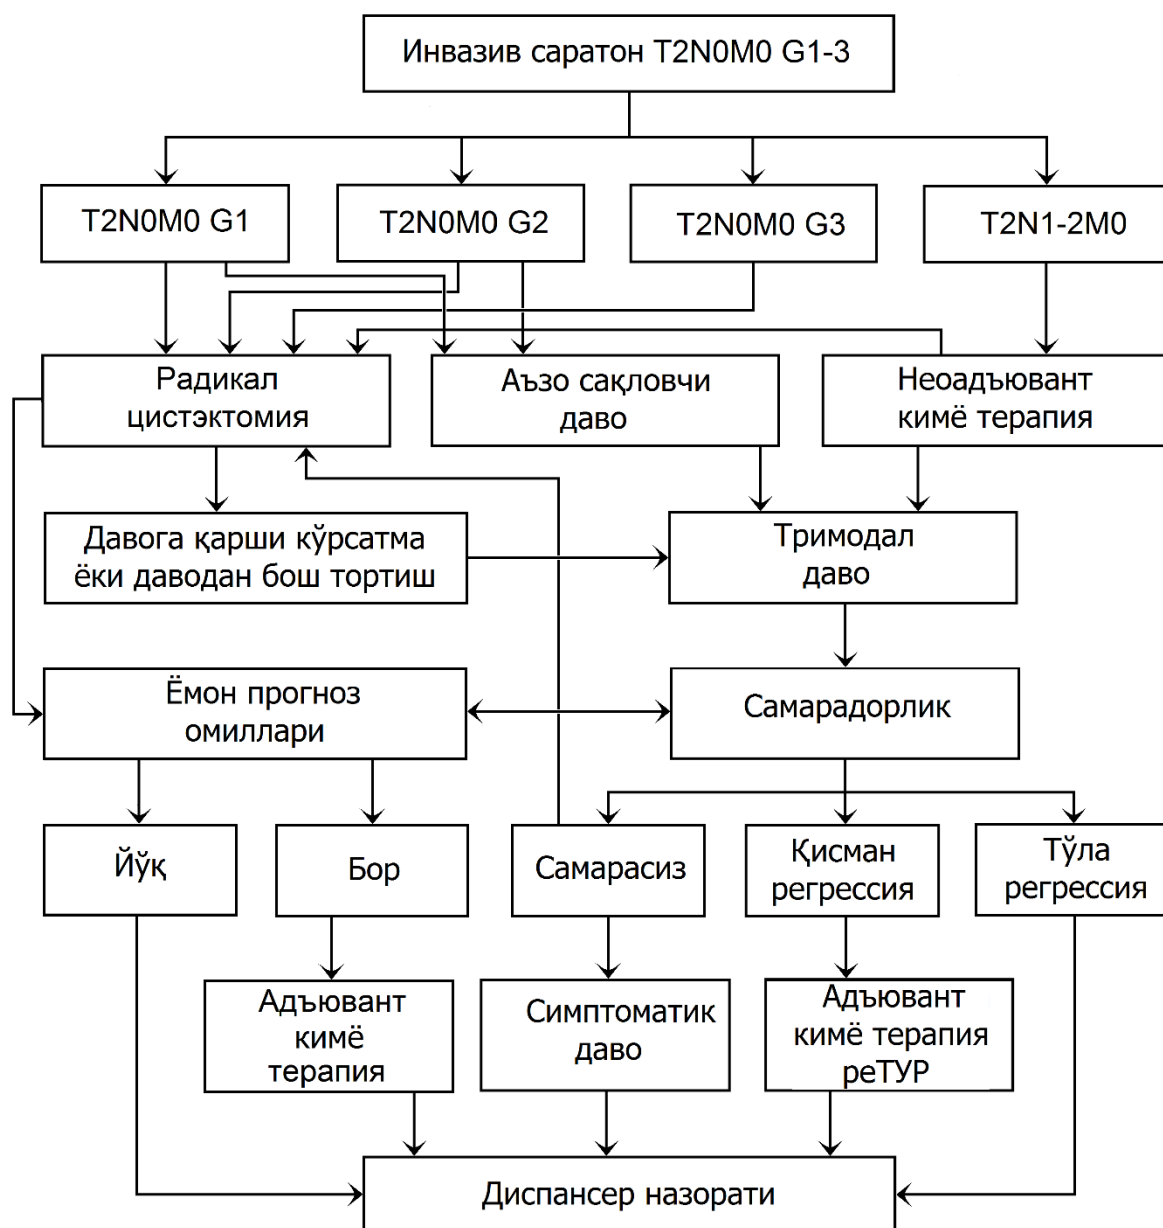 Инвазив саратон T2N0M0 G1-3
T2N0M0 G1
T2N0M0 G2
T2N0M0 G3
T2N1-2M0
Радикал
цистэктомия
Аъзо сақловчи
даво
Неоадъювант
кимё терапия
Давога қарши кўрсатма
ёки даводан бош тортиш
Тримодал
даво
Ёмон прогноз
омиллари
Самарадорлик
Йўқ
Бор
Самарасиз
Қисман
регрессия
Тўла
регрессия
Адъювант
кимё
терапия
Симптоматик
даво
Адъювант
кимё терапия
реТУР
Диспансер назорати